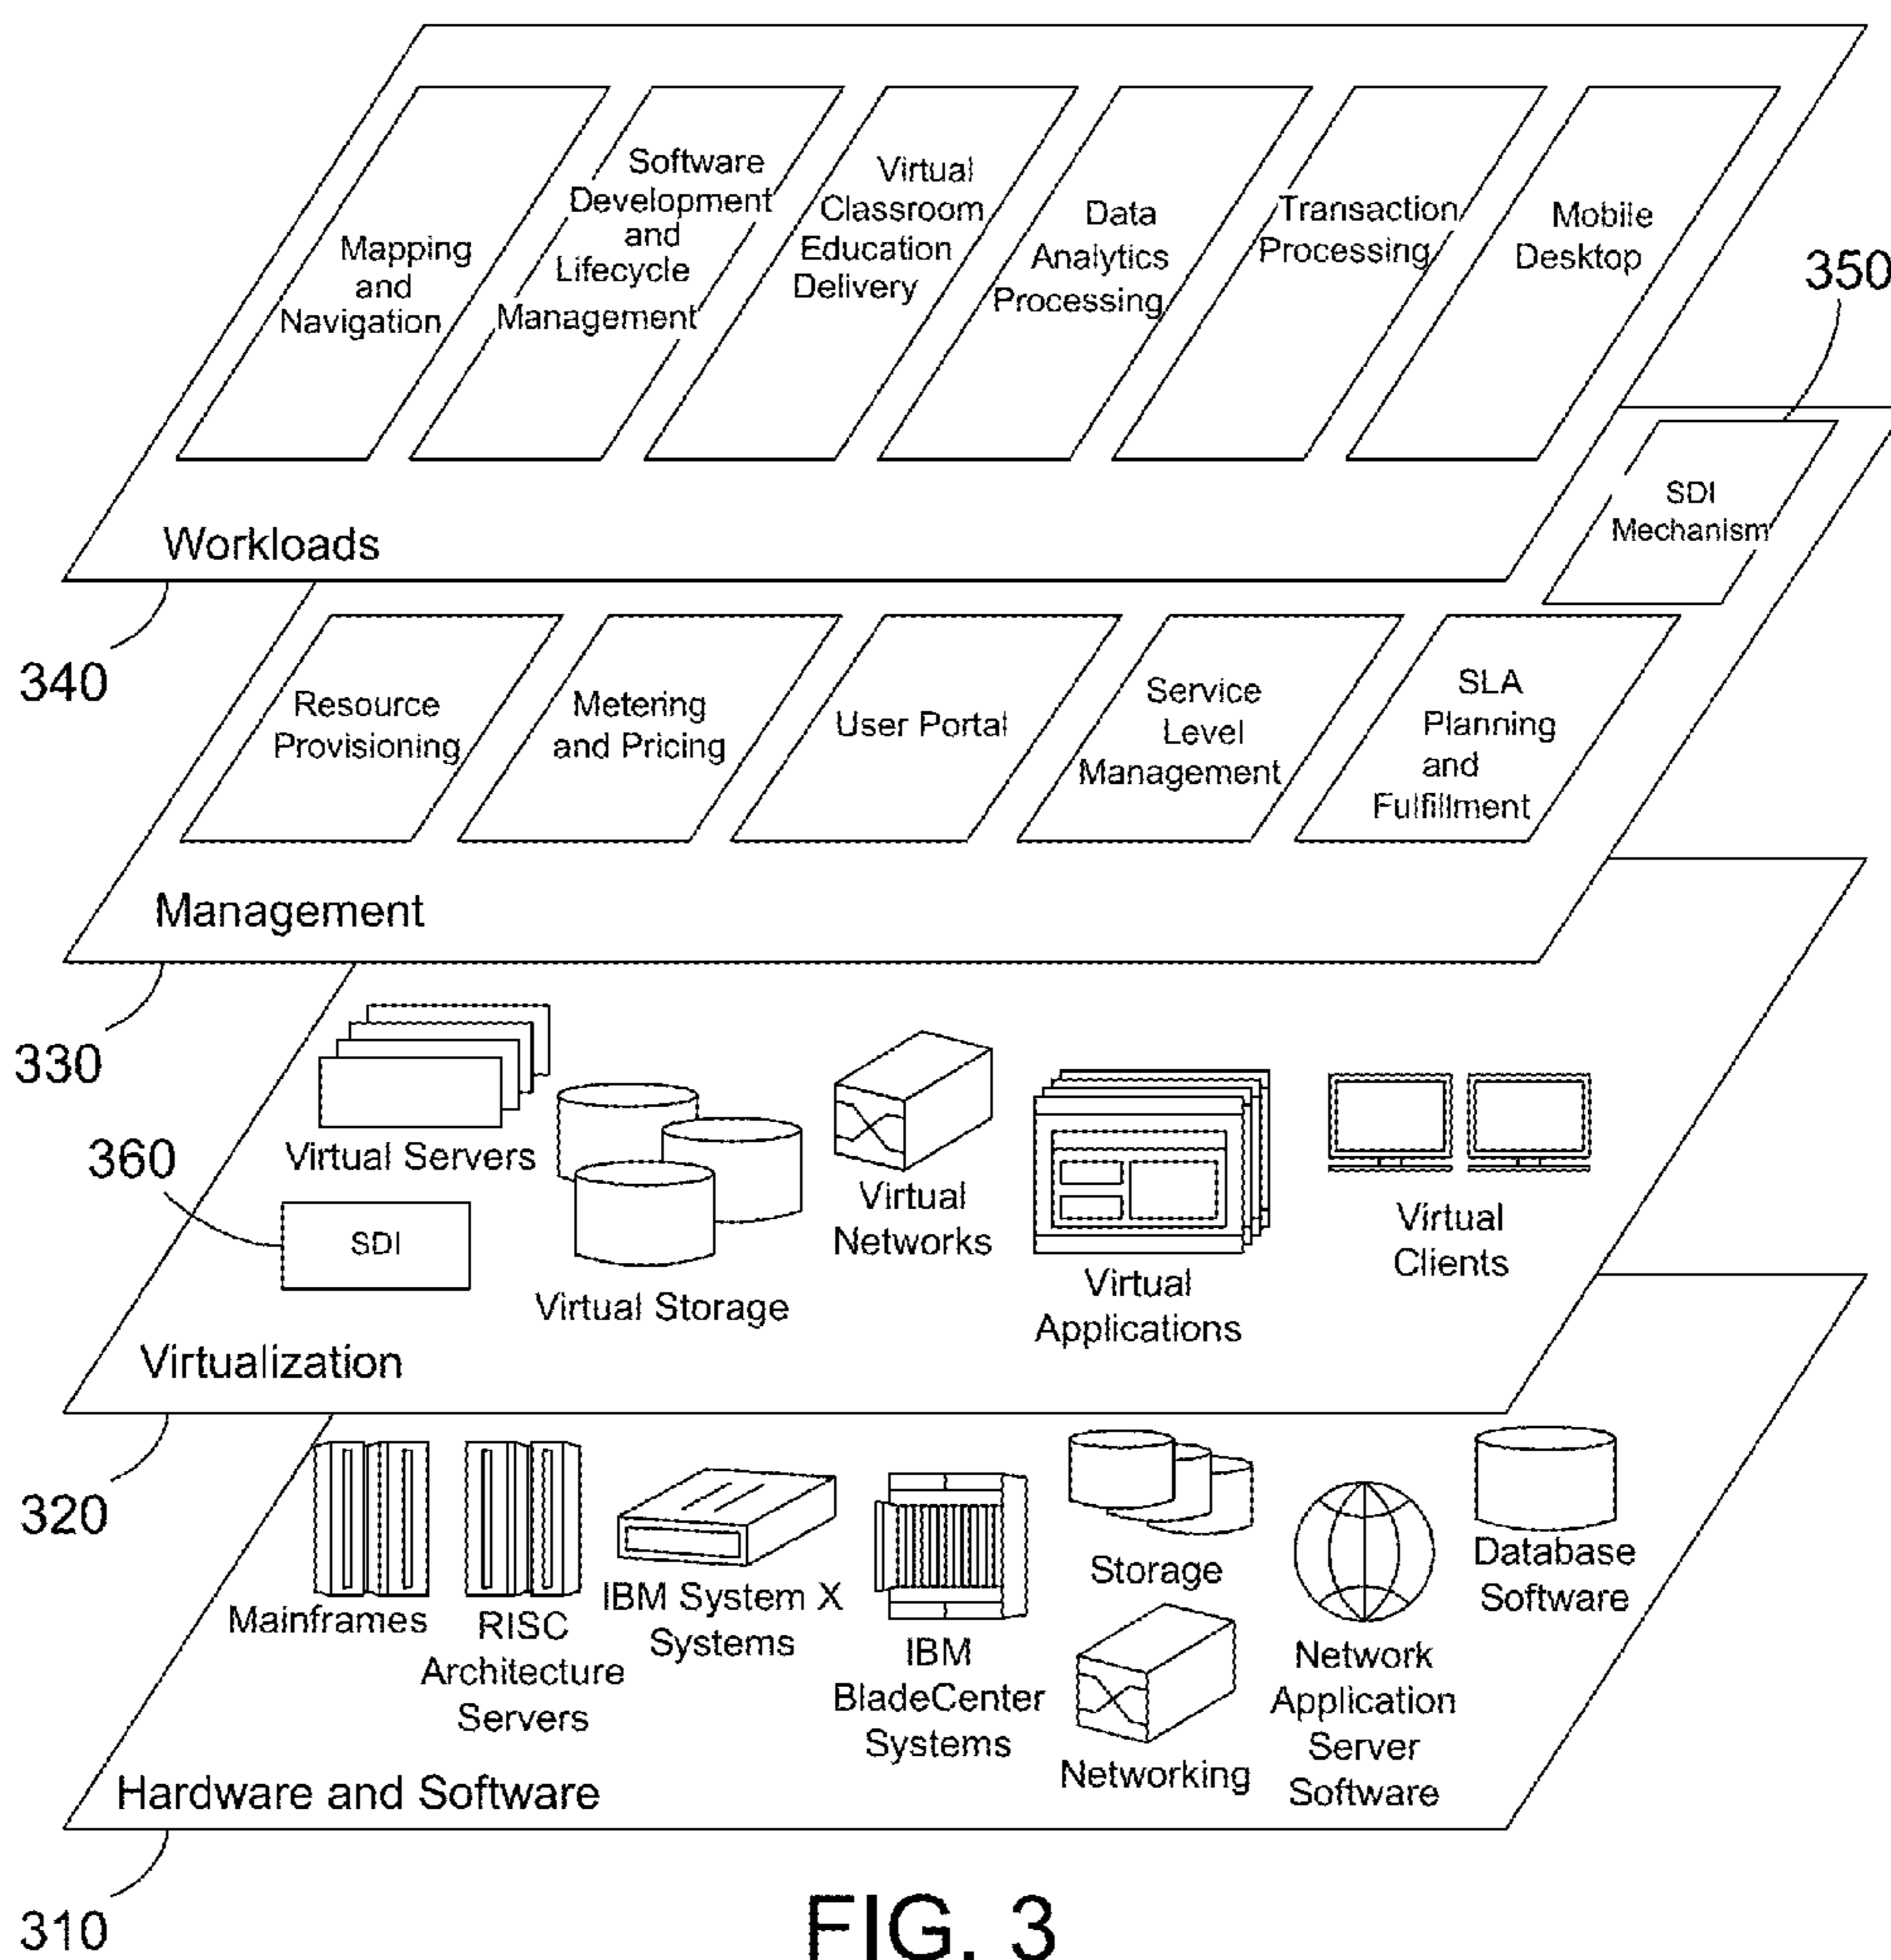 Mapping
and
Navigation
Software
Development
and
Lifecycle
Management
Virtual
Classroom
Education
Delivery
Data
Analytics
Processing
Transaction
Processing
Mobile
Desktop
350
SDI
Mechanism
Workloads
340
Resource
Provisioning
Metering
and Pricing
User Portal
Service
Level
Management
SLA
Planning
and
Fulfillment
Management
330
Virtual Servers
360
SDI
Virtual Storage
Virtual
Networks
Virtual
Applications
Virtual
Clients
Virtualization
320
Mainframes
RISC
Architecture
Servers
IBM System X
Systems
IBM
BladeCenter
Systems
Storage
Networking
Network
Application
Server
Software
Database
Software
Hardware and Software
310
FIG. 3